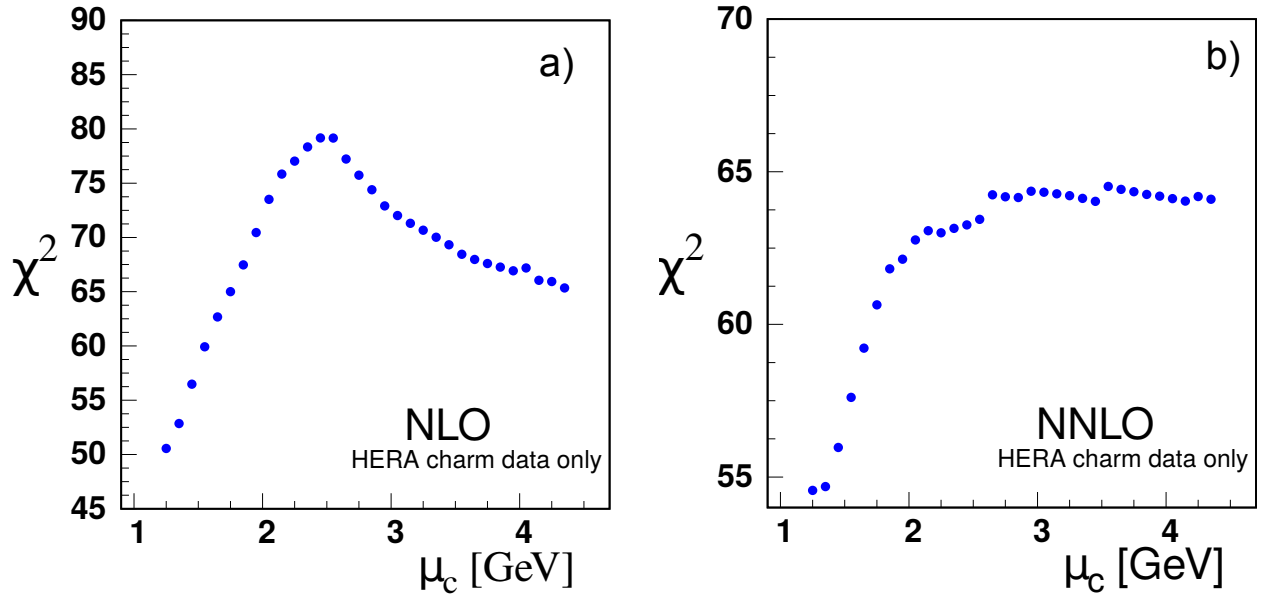 90
85
80
75
70
65
60
55
50
45
χ²
a)
NLO
HERA charm data only
1 2 3 4
μc [GeV]
70
65
60
55
χ²
b)
NNLO
HERA charm data only
1 2 3 4
μc [GeV]